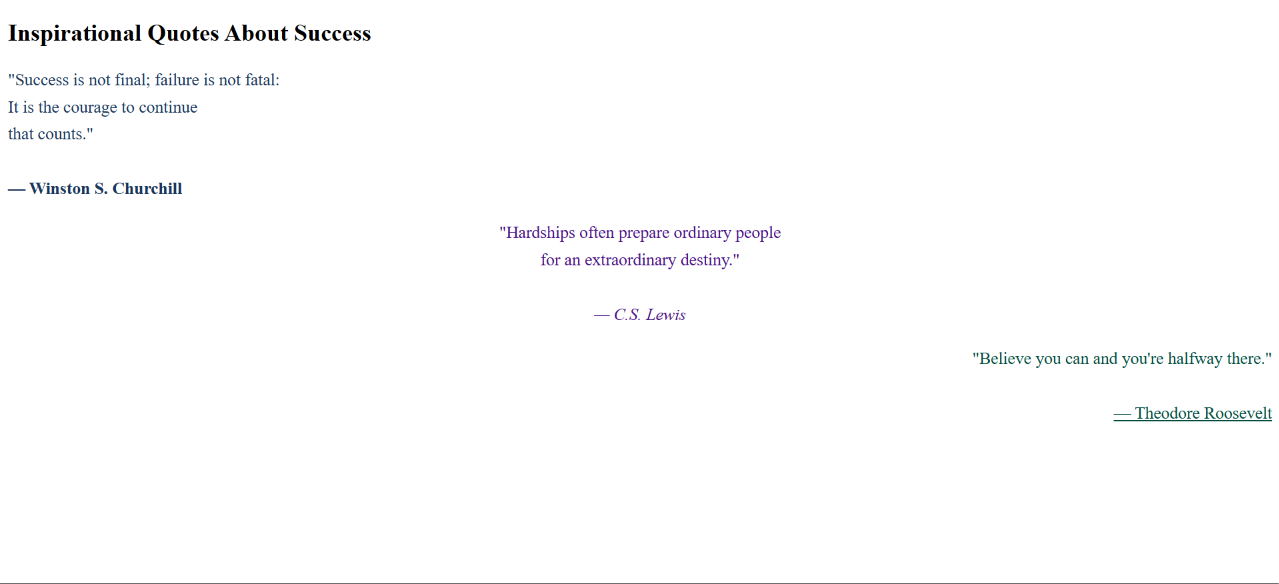 Inspirational Quotes About Success
"Success is not final; failure is not fatal:
It is the courage to continue
that counts."
— Winston S. Churchill
"Hardships often prepare ordinary people
for an extraordinary destiny."
— C.S. Lewis
"Believe you can and you're halfway there."
— Theodore Roosevelt